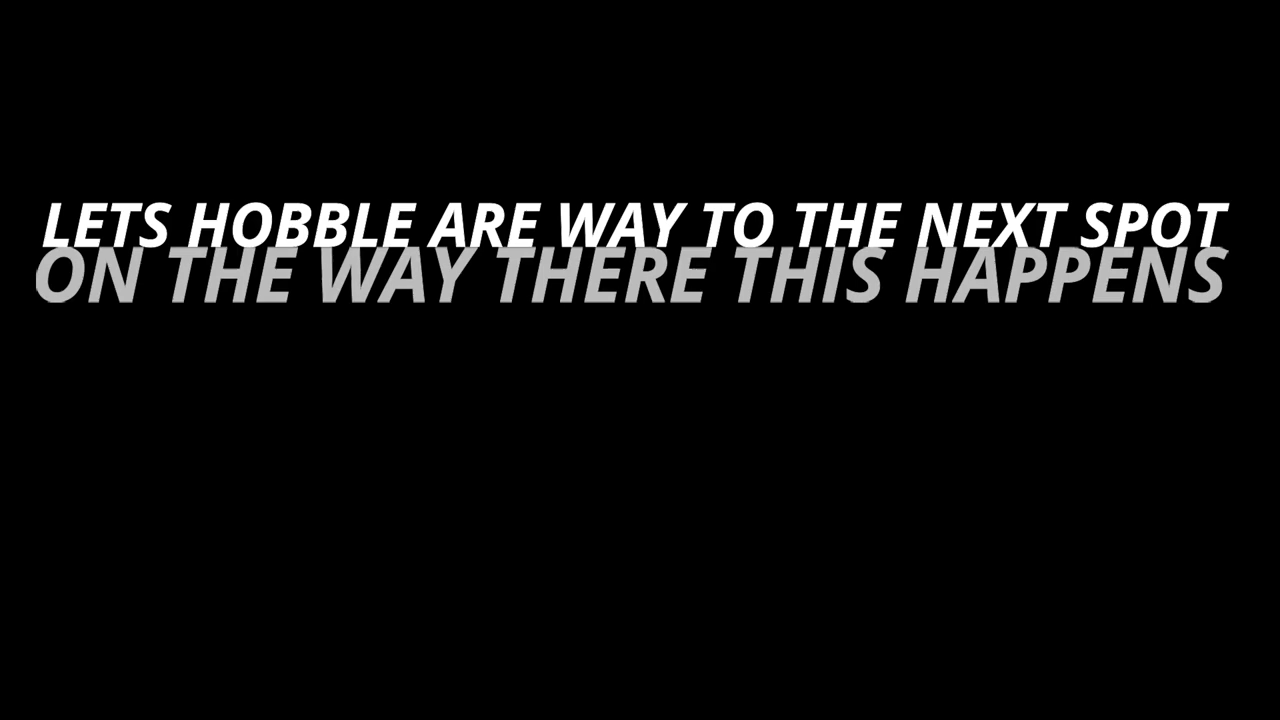 LETS HOBBLE ARE WAY TO THE NEXT SPOT
ON THE WAY THERE THIS HAPPENS